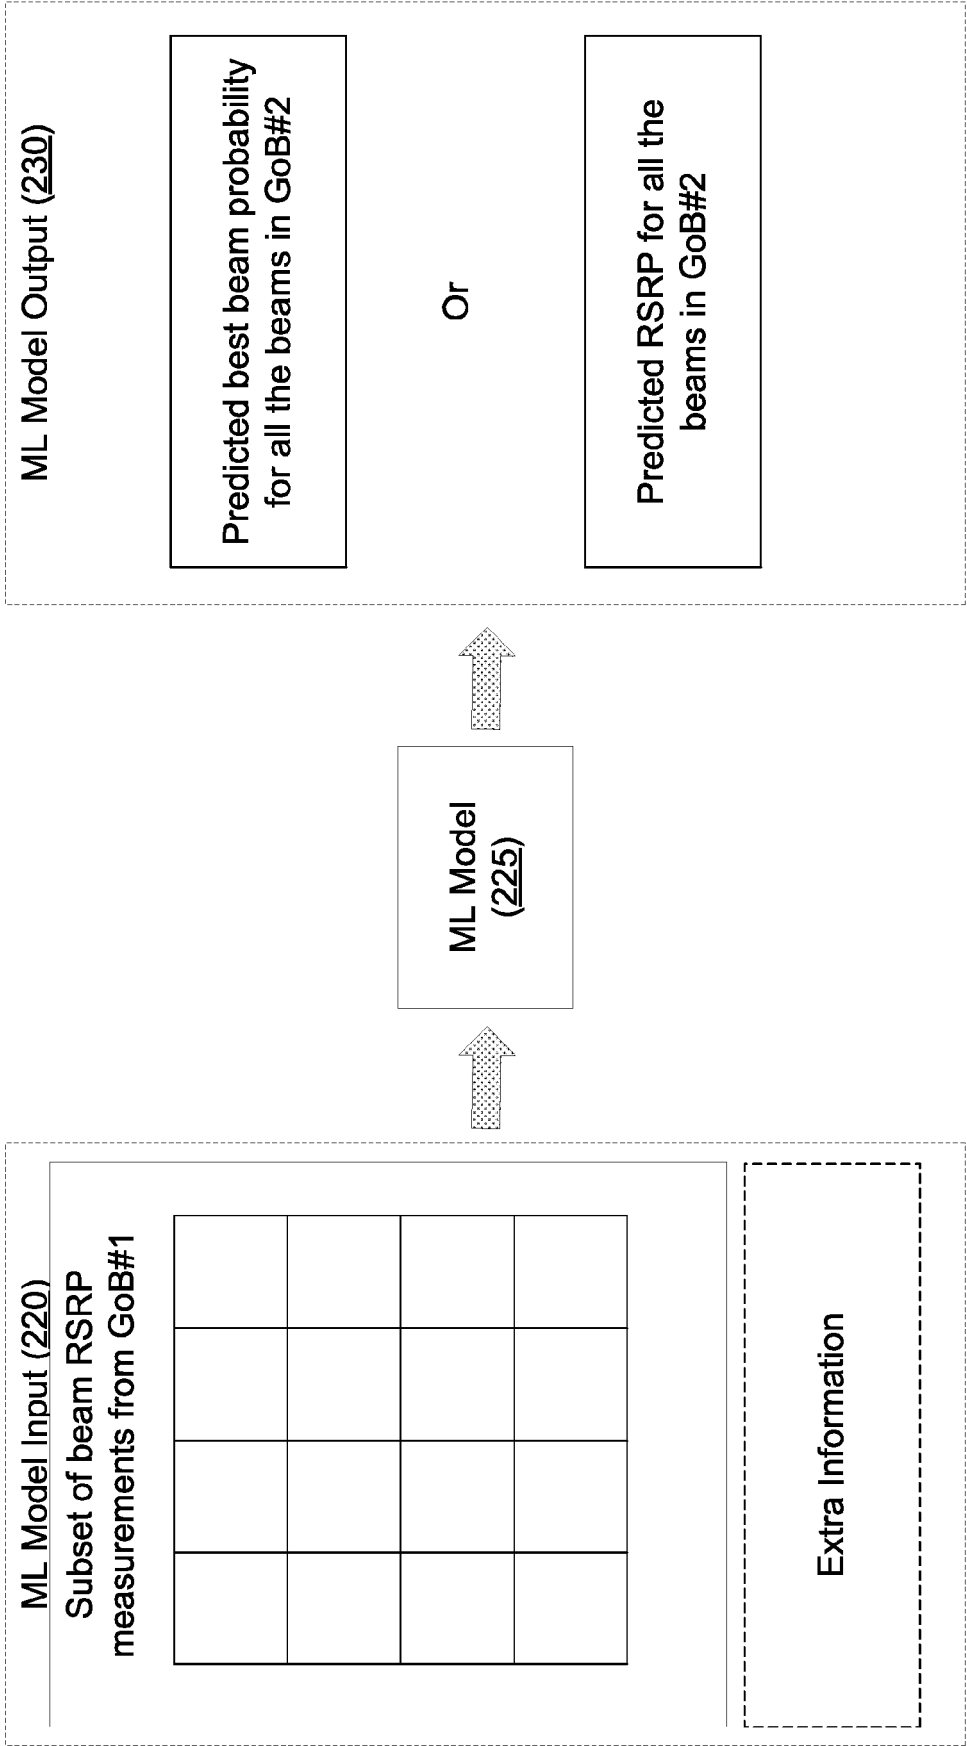 ML Model Input (220)
Subset of beam RSRP
measurements from GoB#1
Extra Information
ML Model
(225)
ML Model Output (230)
Predicted best beam probability
for all the beams in GoB#2
Or
Predicted RSRP for all the
beams in GoB#2